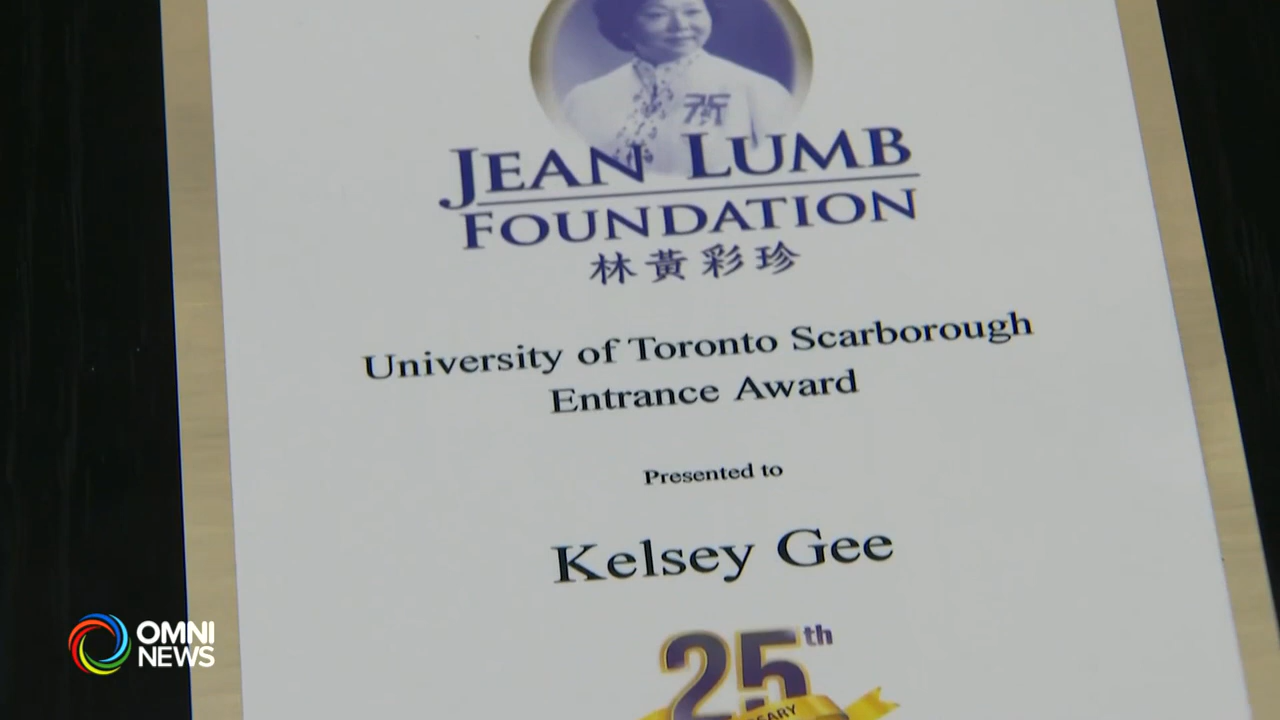 JEAN LUMB
FOUNDATION
林黃彩珍
University of Toronto Scarborough
Entrance Award
Presented to
Kelsey Gee
25th
OMNI
NEWS